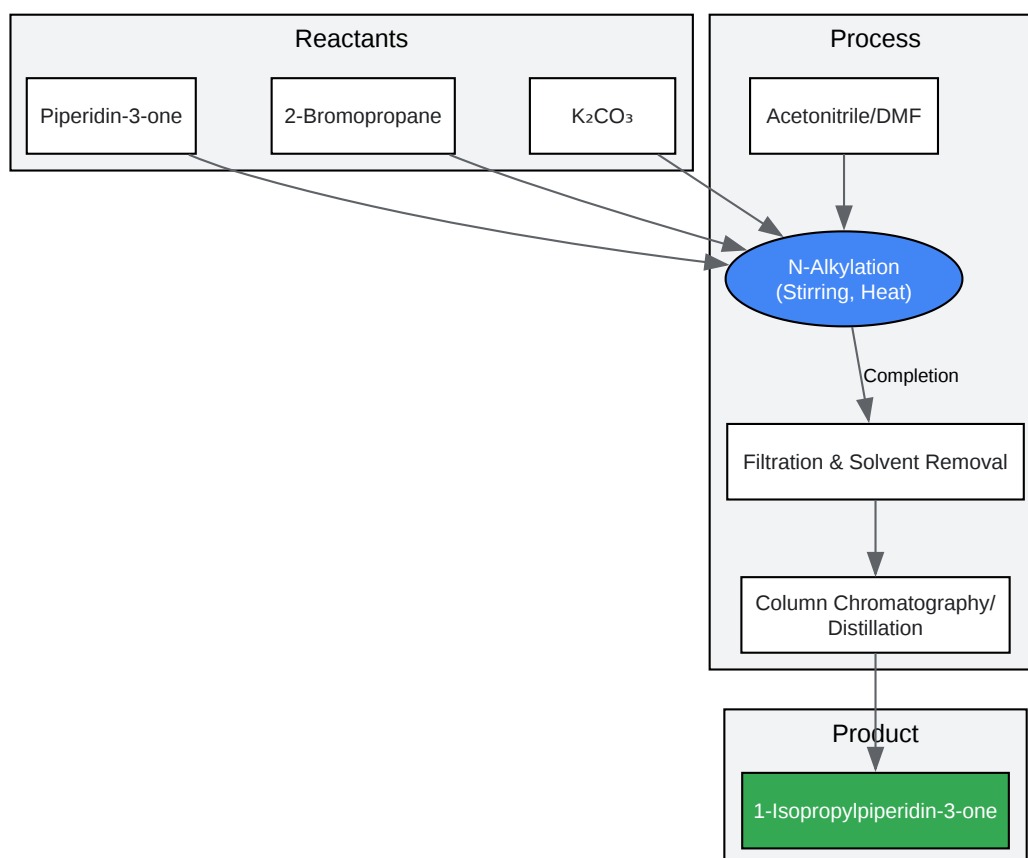 Reactants
Process
Piperidin-3-one
2-Bromopropane
K₂CO₃
Acetonitrile/DMF
N-Alkylation
(Stirring, Heat)
Completion
Filtration & Solvent Removal
Column Chromatography/
Distillation
Product
1-Isopropylpiperidin-3-one